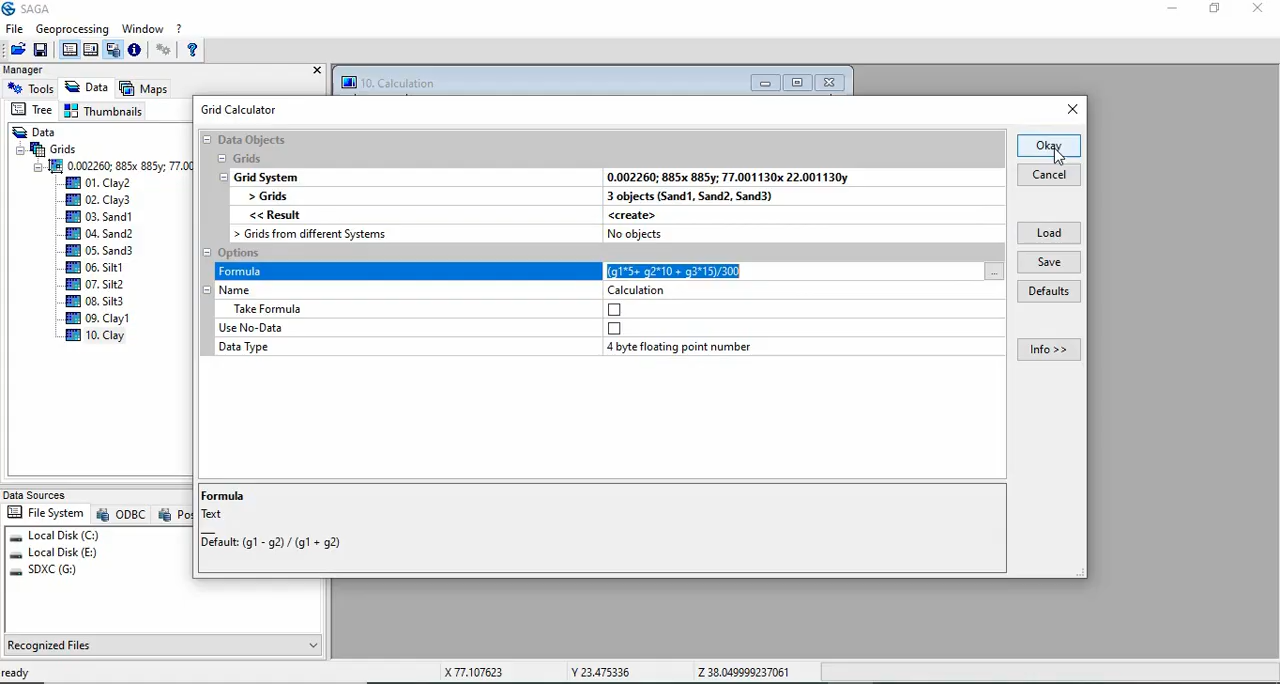 SAGA
File Geoprocessing Window ?
Manager
Tools Data Maps
Tree Thumbnails
Data
Grids
0.002260; 885x 885y; 77.00
01. Clay2
02. Clay3
03. Sand1
04. Sand2
05. Sand3
06. Silt1
07. Silt2
08. Silt3
09. Clay1
10. Clay
Data Sources
File System ODBC Pos
Local Disk (C:)
Local Disk (E:)
SDXC (G:)
Recognized Files
10. Calculation
Grid Calculator
Data Objects
Grids
Grid System 0.002260; 885x 885y; 77.001130x 22.001130y
> Grids 3 objects (Sand1, Sand2, Sand3)
<< Result <create>
> Grids from different Systems No objects
Options
Formula (g1*5+ g2*10 + g3*15)/300 ...
Name Calculation
Take Formula
Use No-Data
Data Type 4 byte floating point number
Okay
Cancel
Load
Save
Defaults
Info >>
Formula
Text
Default: (g1 - g2) / (g1 + g2)
ready X 77.107623 Y 23.475336 Z 38.049999237061